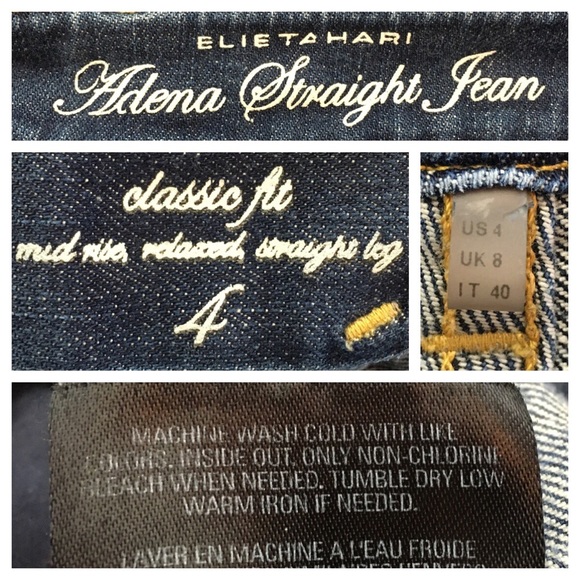 ELIE TAHARI
Adena Straight Jean
classic fit
mid rise, relaxed, straight leg
4
US 4
UK 8
IT 40
MACHINE WASH COLD WITH LIKE
COLORS. INSIDE OUT. ONLY NON-CHLORINE
BLEACH WHEN NEEDED. TUMBLE DRY LOW
WARM IRON IF NEEDED.
LAVER EN MACHINE A L'EAU FROIDE